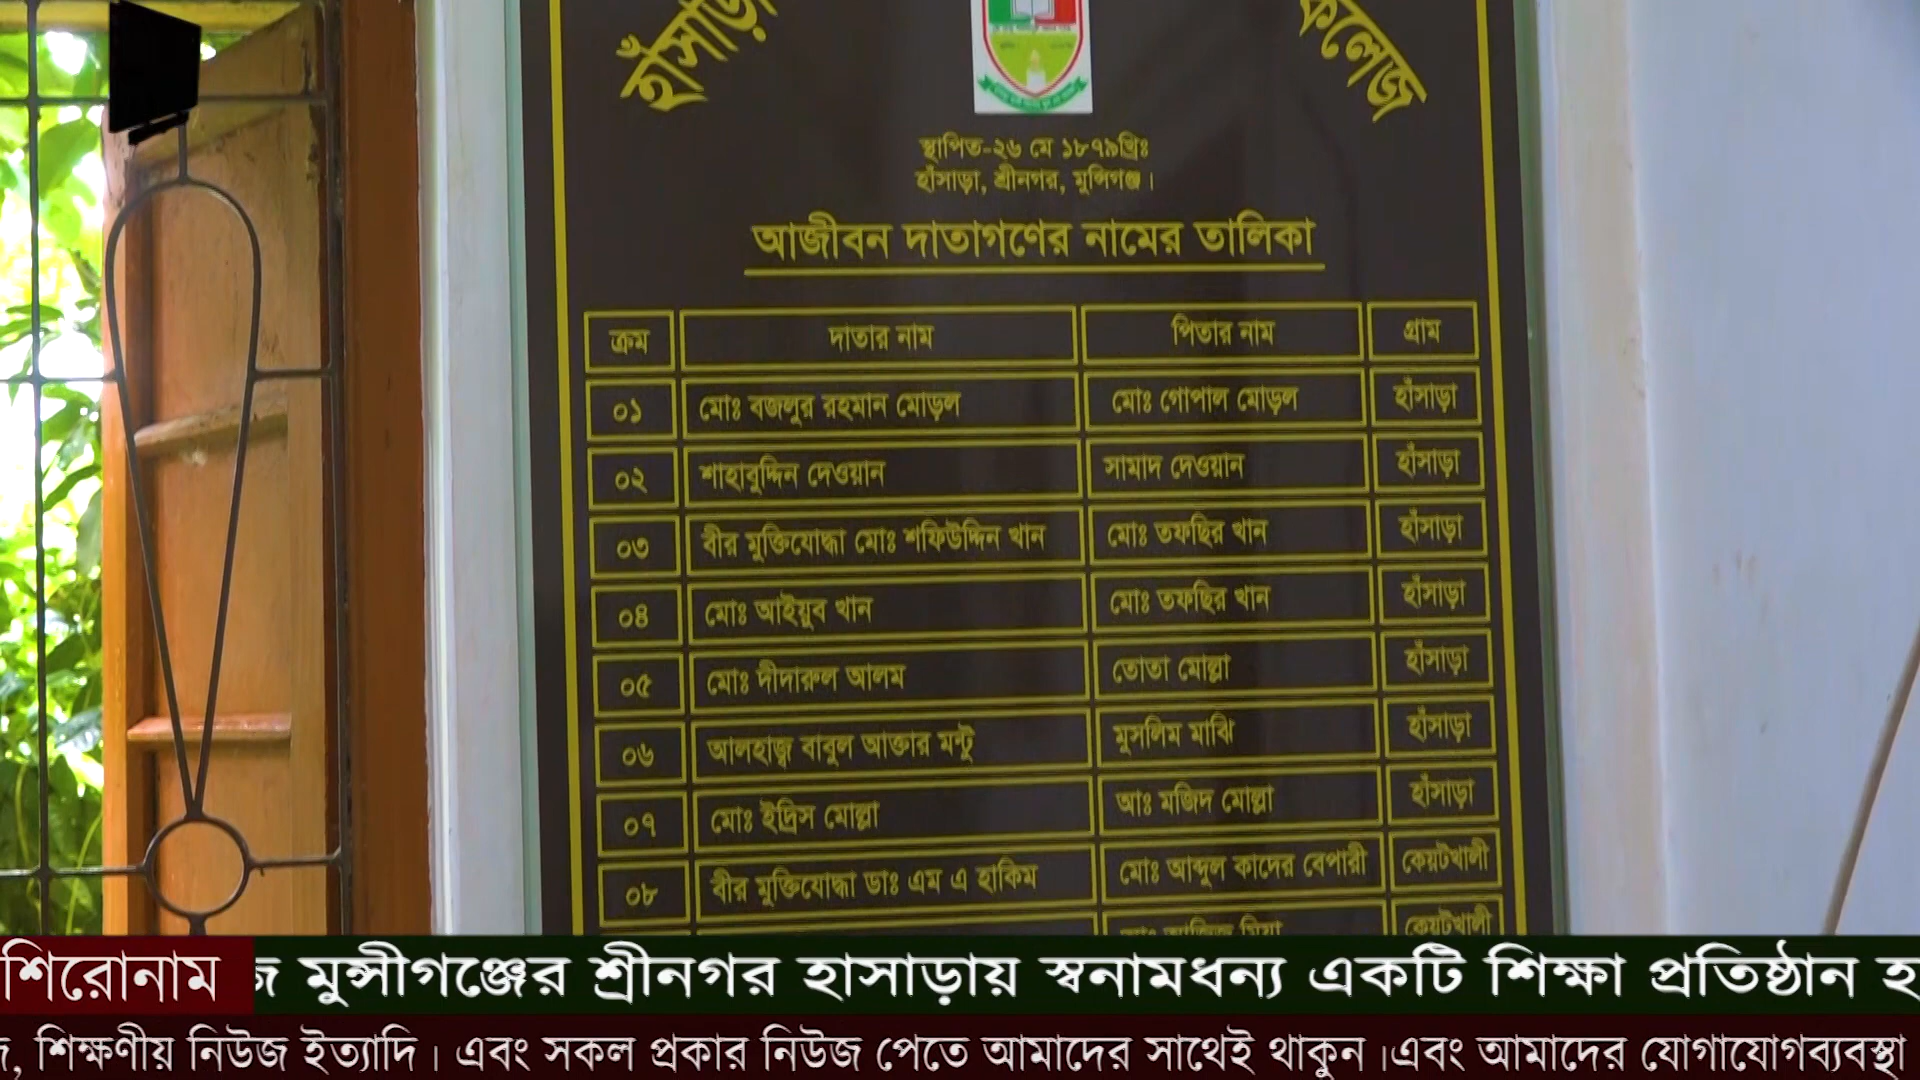 হাঁসাড়া
কলেজ
স্থাপিত-২৬ মে ১৮৭৯খ্রিঃ
হাঁসাড়া, শ্রীনগর, মুন্সিগঞ্জ।
আজীবন দাতাগণের নামের তালিকা
ক্রম দাতার নাম পিতার নাম গ্রাম
০১ মোঃ বজলুর রহমান মোড়ল মোঃ গোপাল মোড়ল হাঁসাড়া
০২ শাহাবুদ্দিন দেওয়ান সামাদ দেওয়ান হাঁসাড়া
০৩ বীর মুক্তিযোদ্ধা মোঃ শফিউদ্দিন খান মোঃ তফছির খান হাঁসাড়া
০৪ মোঃ আইয়ুব খান মোঃ তফছির খান হাঁসাড়া
০৫ মোঃ দীদারুল আলম তোতা মোল্লা হাঁসাড়া
০৬ আলহাজ্ব বাবুল আক্তার মন্টু মুসলিম মাঝি হাঁসাড়া
০৭ মোঃ ইদ্রিস মোল্লা আঃ মজিদ মোল্লা হাঁসাড়া
০৮ বীর মুক্তিযোদ্ধা ডাঃ এম এ হাকিম মোঃ আব্দুল কাদের বেপারী কেয়টখালী
কেয়টখালী
শিরোনাম মুন্সীগঞ্জের শ্রীনগর হাসাড়ায় স্বনামধন্য একটি শিক্ষা প্রতিষ্ঠান হ
, শিক্ষণীয় নিউজ ইত্যাদি। এবং সকল প্রকার নিউজ পেতে আমাদের সাথেই থাকুন।এবং আমাদের যোগাযোগব্যবস্থা